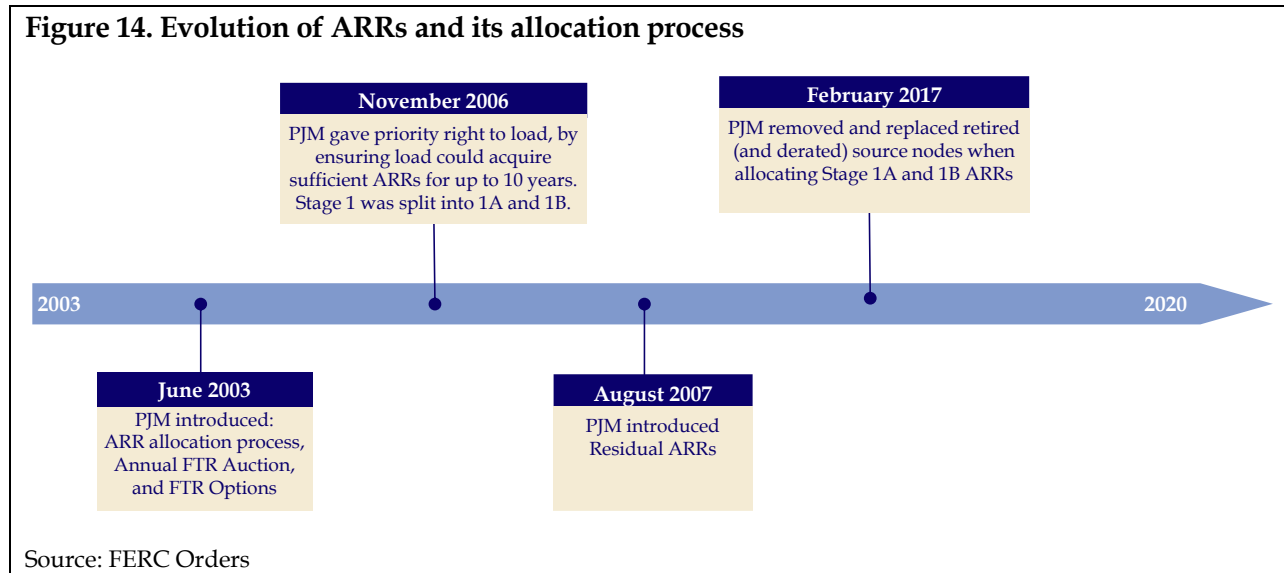 Figure 14. Evolution of ARRs and its allocation process
November 2006
PJM gave priority right to load, by
ensuring load could acquire
sufficient ARRs for up to 10 years.
Stage 1 was split into 1A and 1B.
February 2017
PJM removed and replaced retired
(and derated) source nodes when
allocating Stage 1A and 1B ARRs
2003
2020
June 2003
PJM introduced:
ARR allocation process,
Annual FTR Auction,
and FTR Options
August 2007
PJM introduced
Residual ARRs
Source: FERC Orders